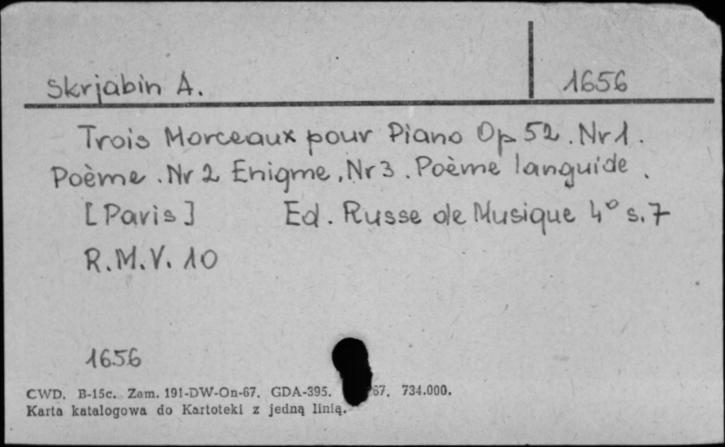 Skrjabin A. 1656
Trois Morceaux pour Piano Op 52. Nr 1.
Poème. Nr 2 Enigme. Nr 3. Poème languide.
[Paris] Ed. Russe de Musique 4° s. 7
R.M.V. 10
1656
CWD. B-15c. Zam. 191-DW-On-67. GDA-395. 67. 734.000.
Karta katalogowa do Kartoteki z jedną linią.